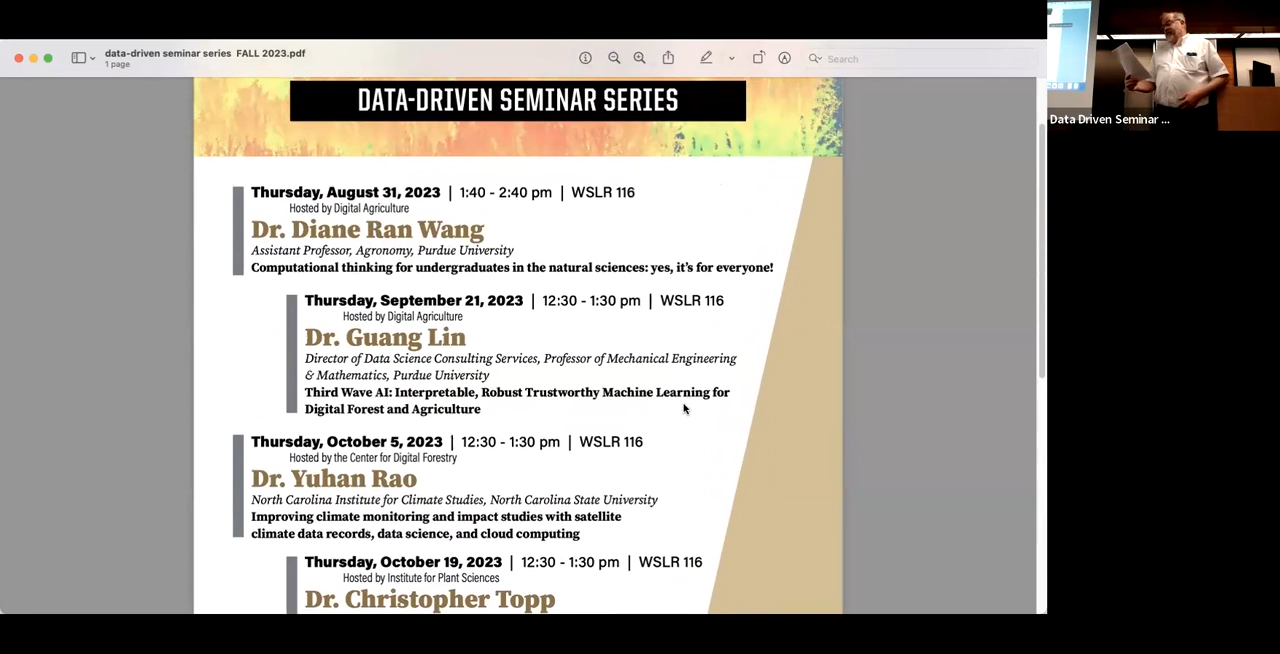 data-driven seminar series FALL 2023.pdf
1 page
Search
DATA-DRIVEN SEMINAR SERIES
Thursday, August 31, 2023 | 1:40 - 2:40 pm | WSLR 116
Hosted by Digital Agriculture
Dr. Diane Ran Wang
Assistant Professor, Agronomy, Purdue University
Computational thinking for undergraduates in the natural sciences: yes, it's for everyone!
Thursday, September 21, 2023 | 12:30 - 1:30 pm | WSLR 116
Hosted by Digital Agriculture
Dr. Guang Lin
Director of Data Science Consulting Services, Professor of Mechanical Engineering
& Mathematics, Purdue University
Third Wave AI: Interpretable, Robust Trustworthy Machine Learning for
Digital Forest and Agriculture
Thursday, October 5, 2023 | 12:30 - 1:30 pm | WSLR 116
Hosted by the Center for Digital Forestry
Dr. Yuhan Rao
North Carolina Institute for Climate Studies, North Carolina State University
Improving climate monitoring and impact studies with satellite
climate data records, data science, and cloud computing
Thursday, October 19, 2023 | 12:30 - 1:30 pm | WSLR 116
Hosted by Institute for Plant Sciences
Dr. Christopher Topp
Data Driven Seminar ...